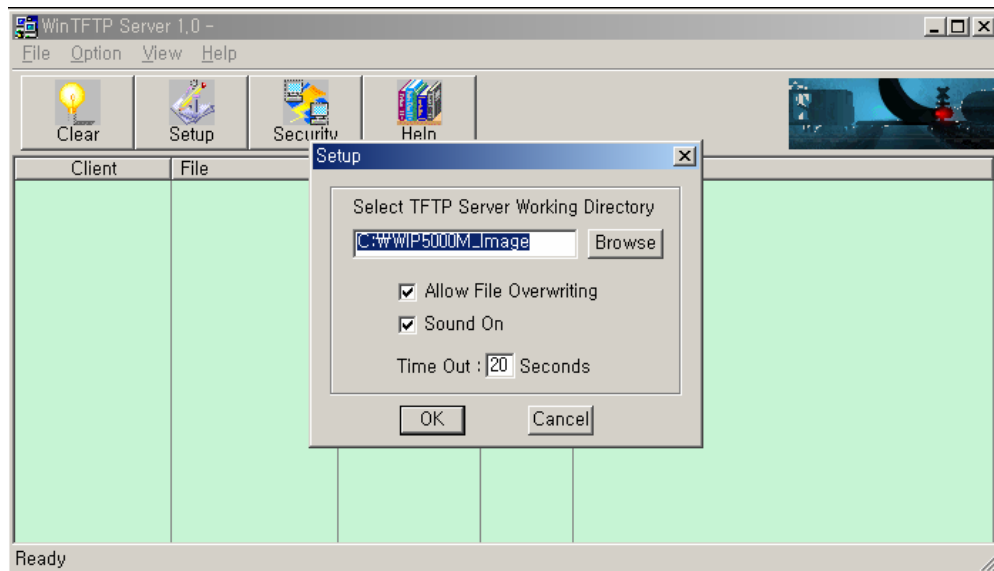 WinTFTP Server 1.0 -
File Option View Help
Clear Setup Security Help
Client File
Setup
Select TFTP Server Working Directory
C:₩WIP5000M_Image Browse
Allow File Overwriting
Sound On
Time Out : 20 Seconds
OK Cancel
Ready